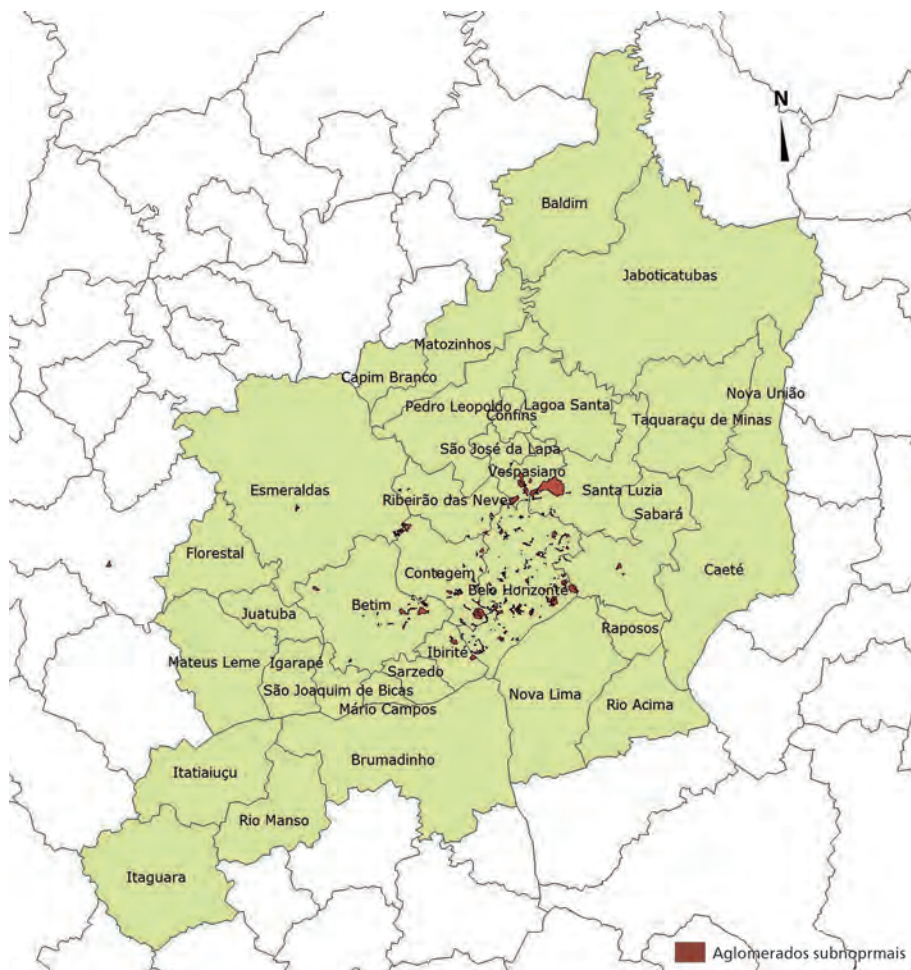 N
Baldim
Jaboticatubas
Matozinhos
Capim Branco
Nova União
Pedro Leopoldo
Lagoa Santa
Confins
Taquaraçu de Minas
São José da Lapa
Vespasiano
Esmeraldas
Ribeirão das Neves
Santa Luzia
Sabará
Florestal
Contagem
Caeté
Betim
Belo Horizonte
Juatuba
Raposos
Mateus Leme
Igarapé
Ibirité
Sarzedo
São Joaquim de Bicas
Nova Lima
Rio Acima
Mário Campos
Brumadinho
Itatiaiuçu
Rio Manso
Itaguara
Aglomerados subnoprmais